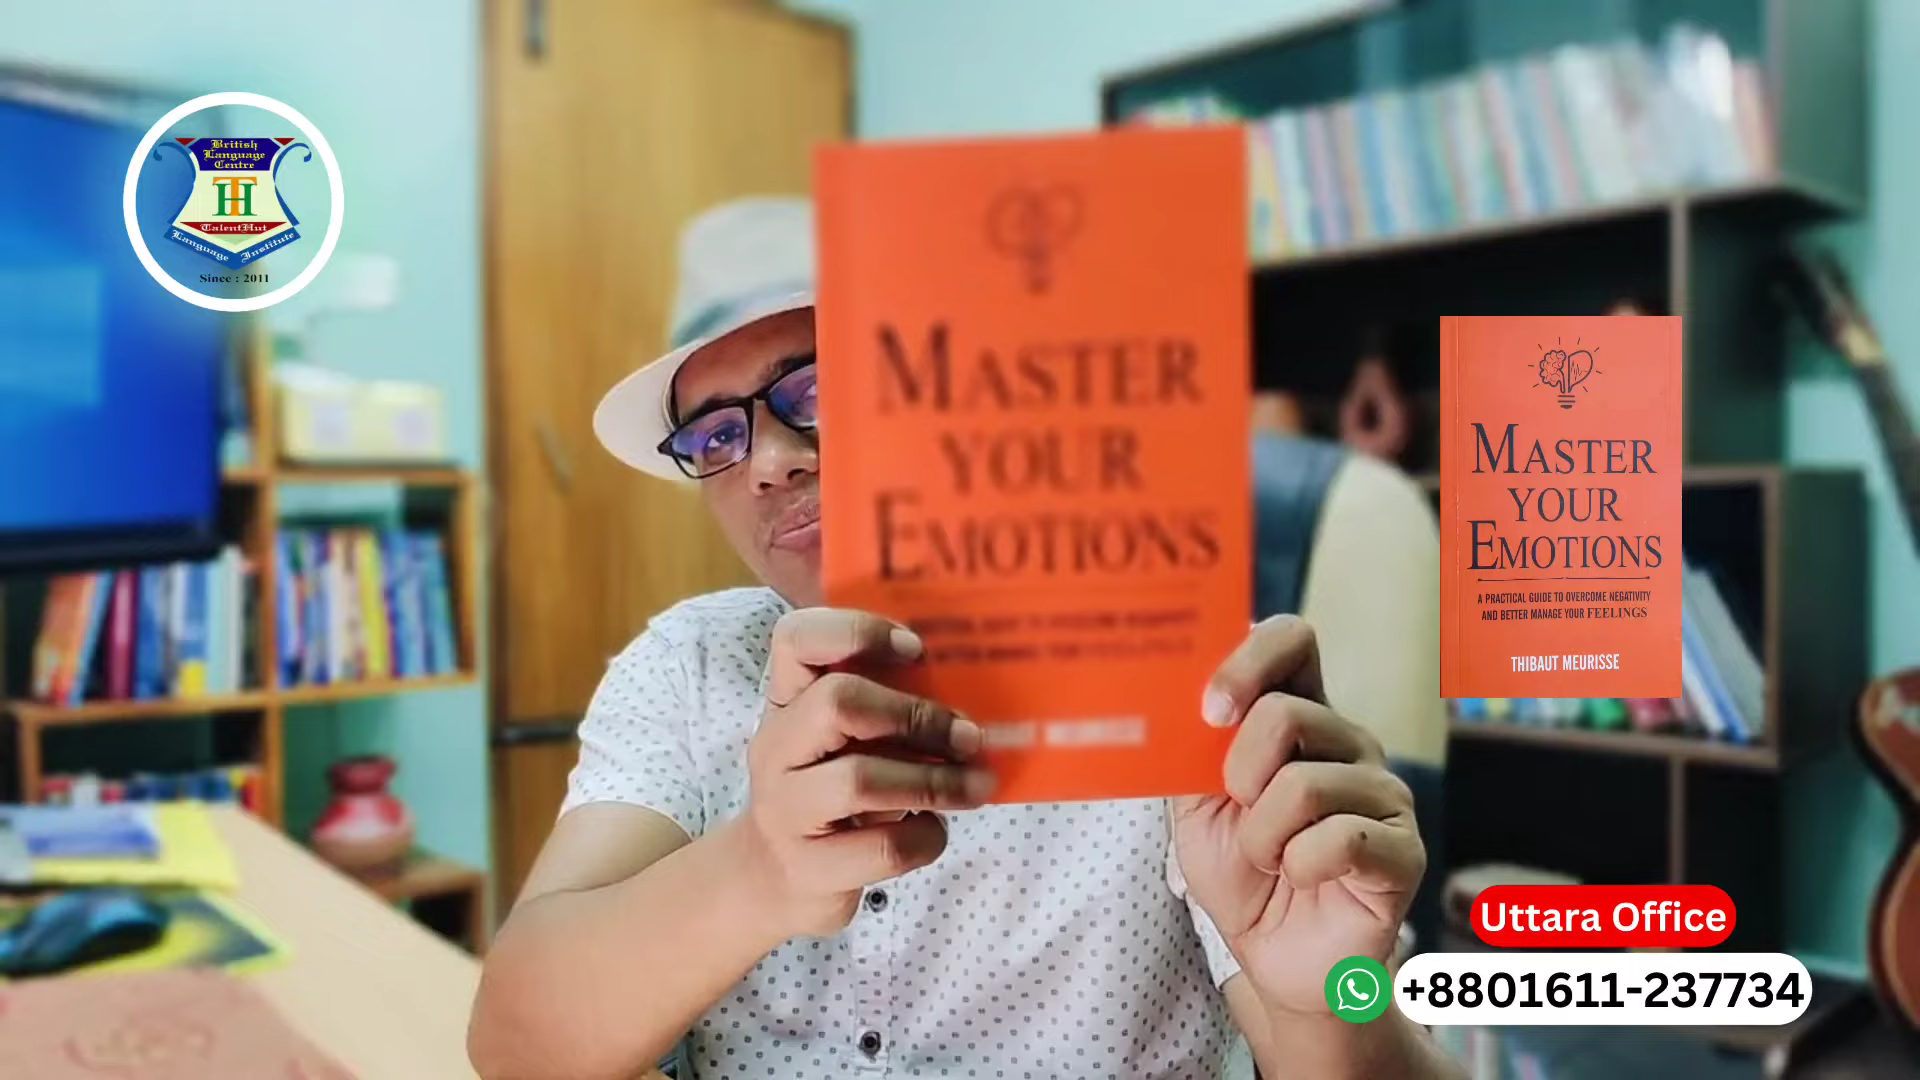 British
Language
Centre
TH
TalentHut
Language Institute
Since : 2011
MASTER
YOUR
EMOTIONS
MASTER
YOUR
EMOTIONS
A PRACTICAL GUIDE TO OVERCOME NEGATIVITY
AND BETTER MANAGE YOUR FEELINGS
THIBAUT MEURISSE
Uttara Office
+8801611-237734